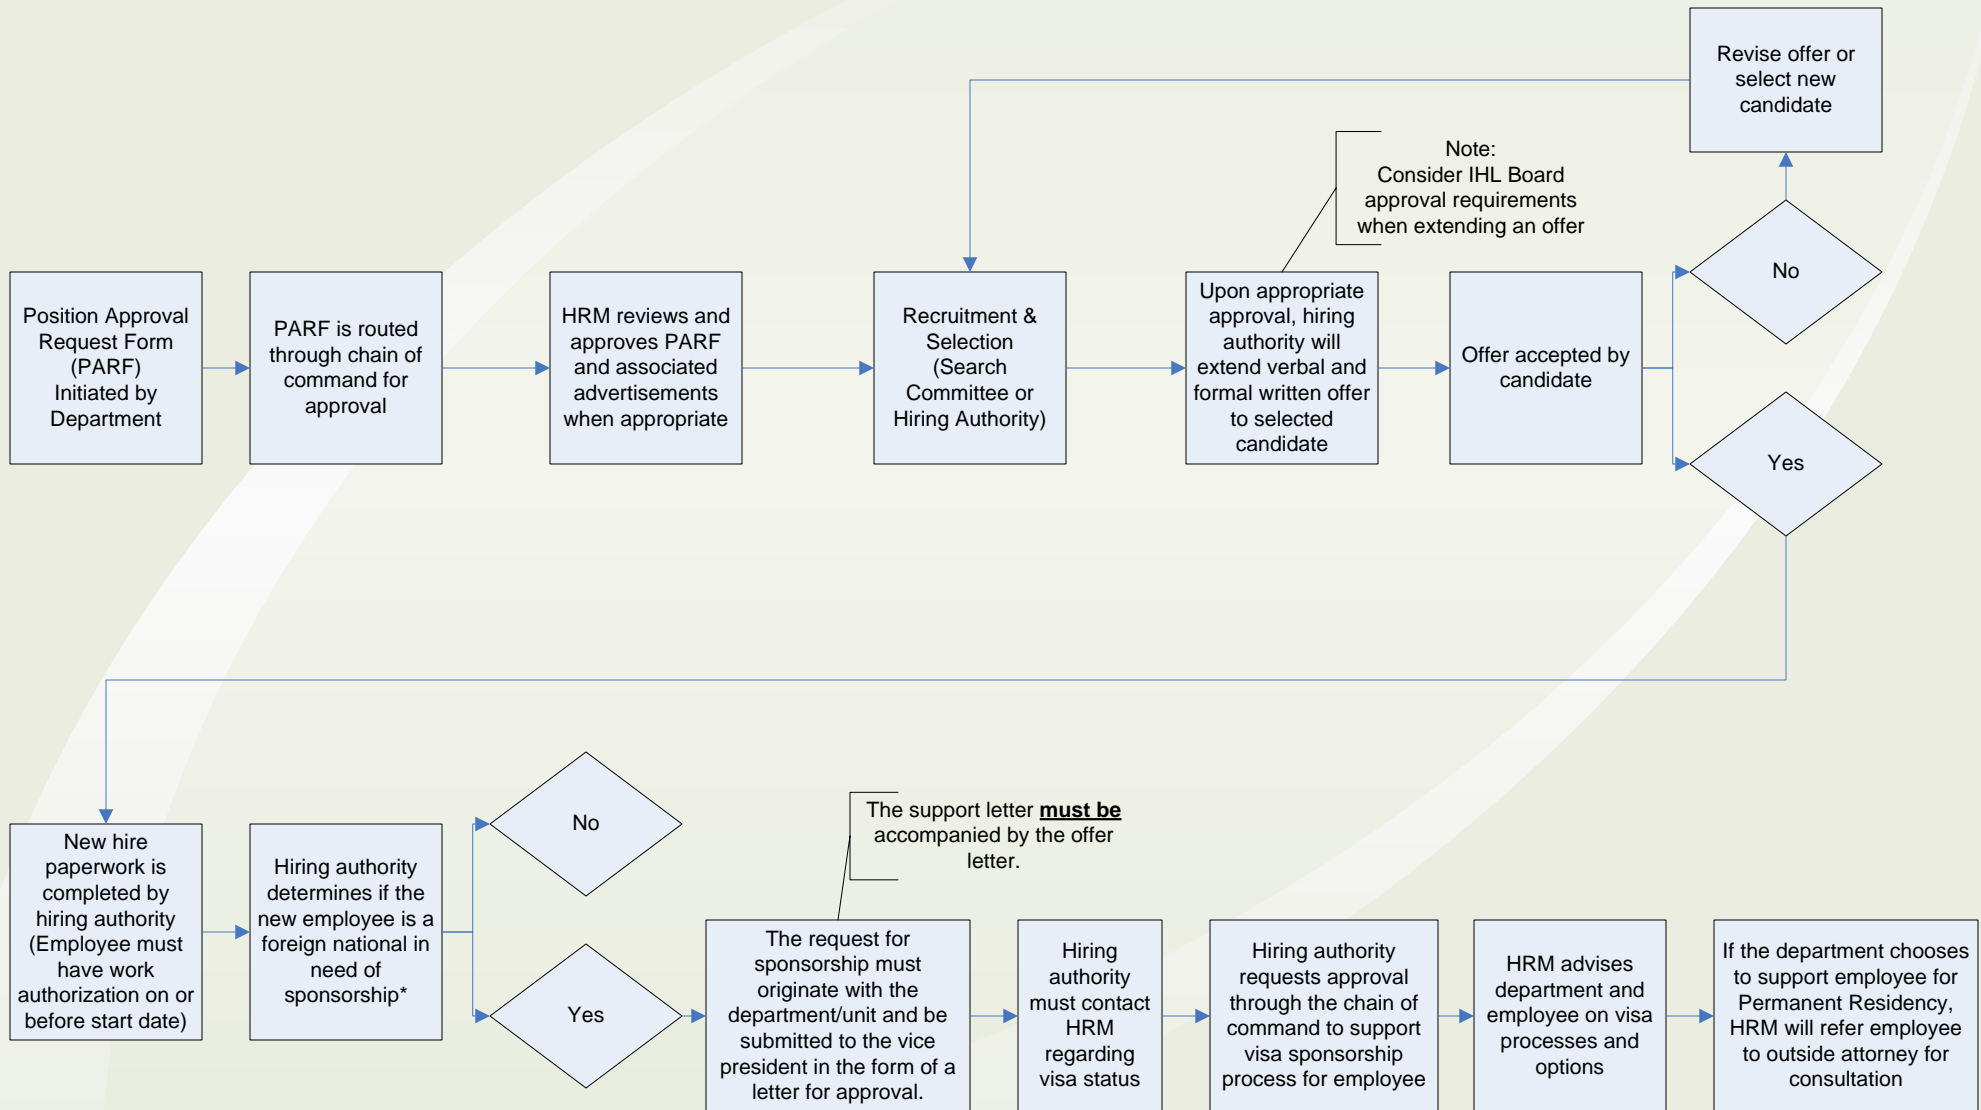 Revise offer or
select new
candidate
Note:
Consider IHL Board
approval requirements
when extending an offer
No
Position Approval
Request Form
(PARF)
Initiated by
Department
PARF is routed
through chain of
command for
approval
HRM reviews and
approves PARF
and associated
advertisements
when appropriate
Recruitment &
Selection
(Search
Committee or
Hiring Authority)
Upon appropriate
approval, hiring
authority will
extend verbal and
formal written offer
to selected
candidate
Offer accepted by
candidate
Yes
New hire
paperwork is
completed by
hiring authority
(Employee must
have work
authorization on or
before start date)
Hiring authority
determines if the
new employee is a
foreign national in
need of
sponsorship*
No
Yes
The support letter must be
accompanied by the offer
letter.
The request for
sponsorship must
originate with the
department/unit and be
submitted to the vice
president in the form of a
letter for approval.
Hiring
authority
must contact
HRM
regarding
visa status
Hiring authority
requests approval
through the chain of
command to support
visa sponsorship
process for employee
HRM advises
department and
employee on visa
processes and
options
If the department chooses
to support employee for
Permanent Residency,
HRM will refer employee
to outside attorney for
consultation